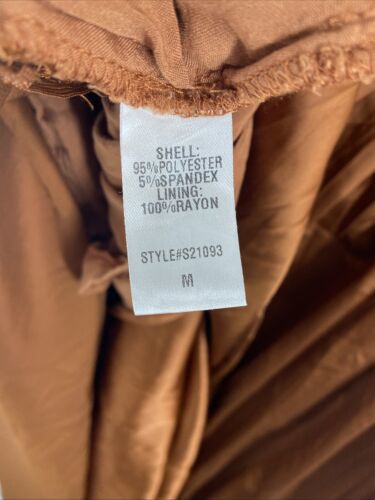 SHELL:
95%POLYESTER
5%SPANDEX
LINING:
100%RAYON
STYLE#S21093
M